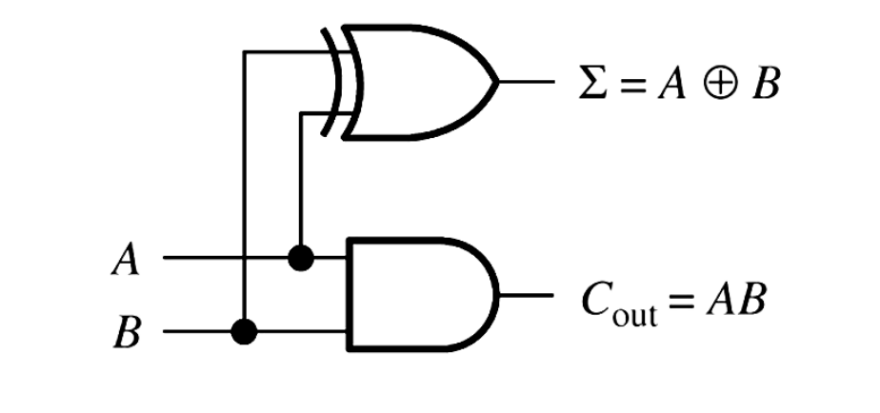 Σ = A ⊕ B
A
B
C_out = AB